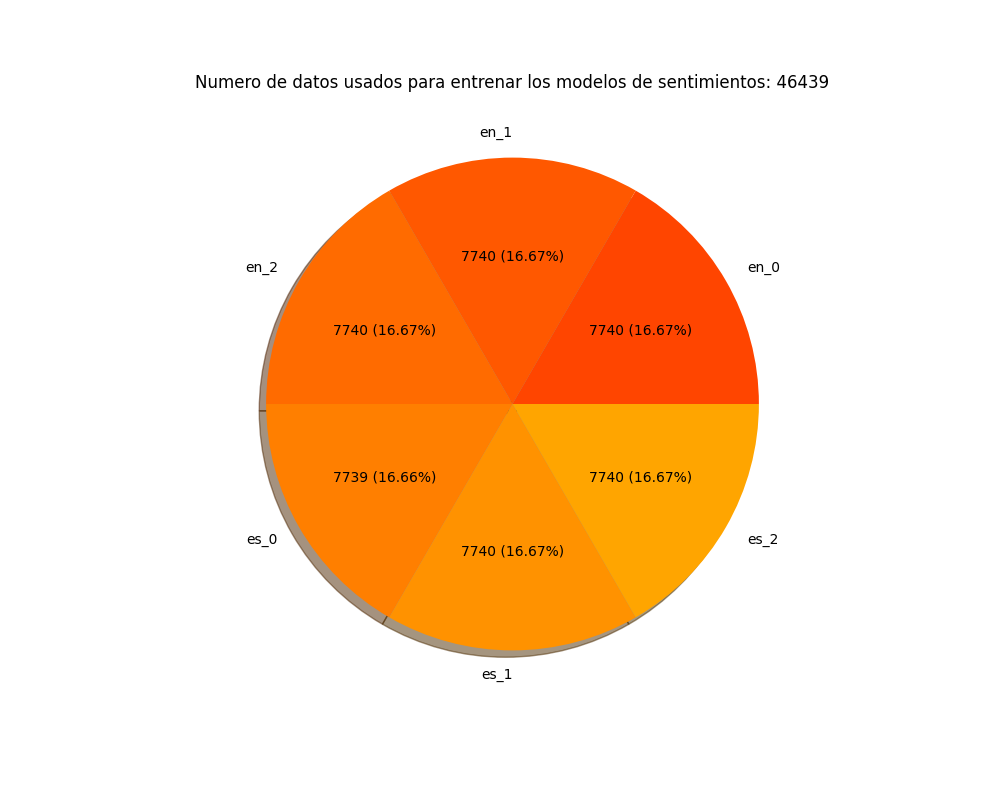 Numero de datos usados para entrenar los modelos de sentimientos: 46439
en_1
7740 (16.67%)
en_2
en_0
7740 (16.67%)
7740 (16.67%)
7739 (16.66%)
7740 (16.67%)
es_0
es_2
7740 (16.67%)
es_1